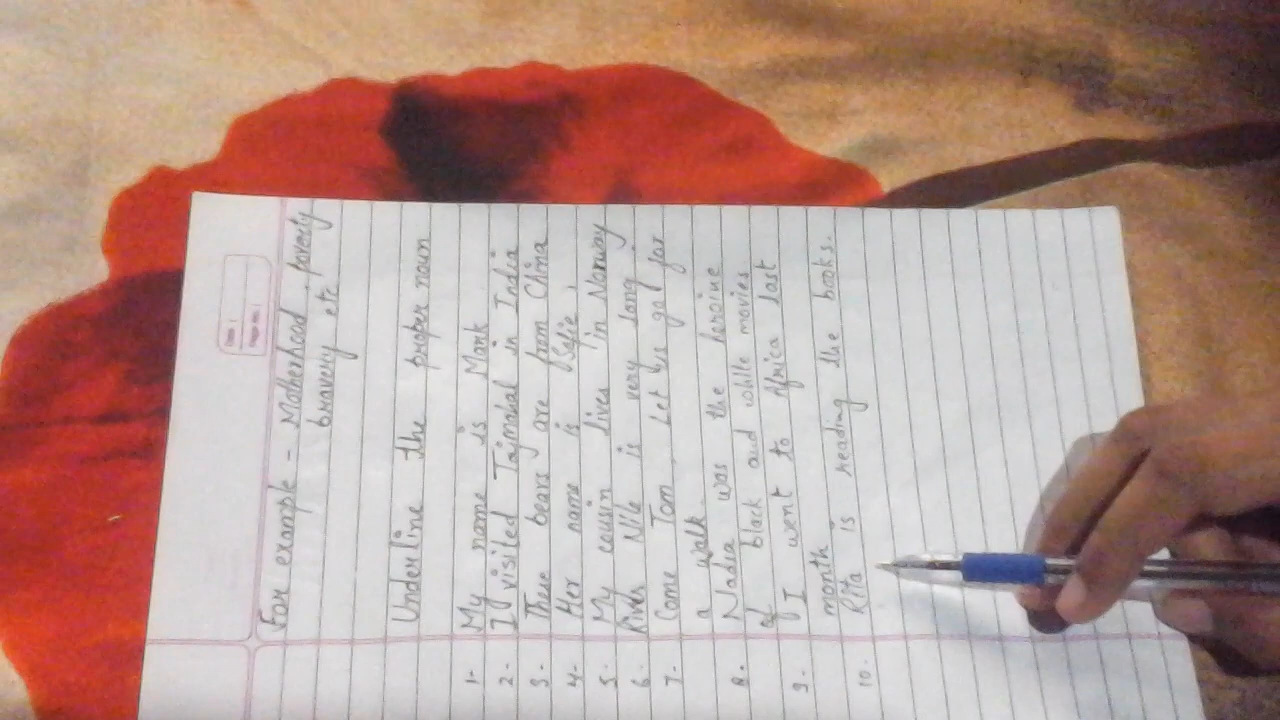 For example - Motherhood, poverty
bravery etc
Underline the proper noun
1- My name is Mark
2- I visited Tajmahal in India
3- These bears are from China
4- Her name is Sofie.
5- My cousin lives in Norway
6- River Nile is very long
7- Come Tom. Let us go for
a walk.
8- Nadia was the heroine
of black and white movies
9- I went to Africa last
month
10. Rita is reading the books.